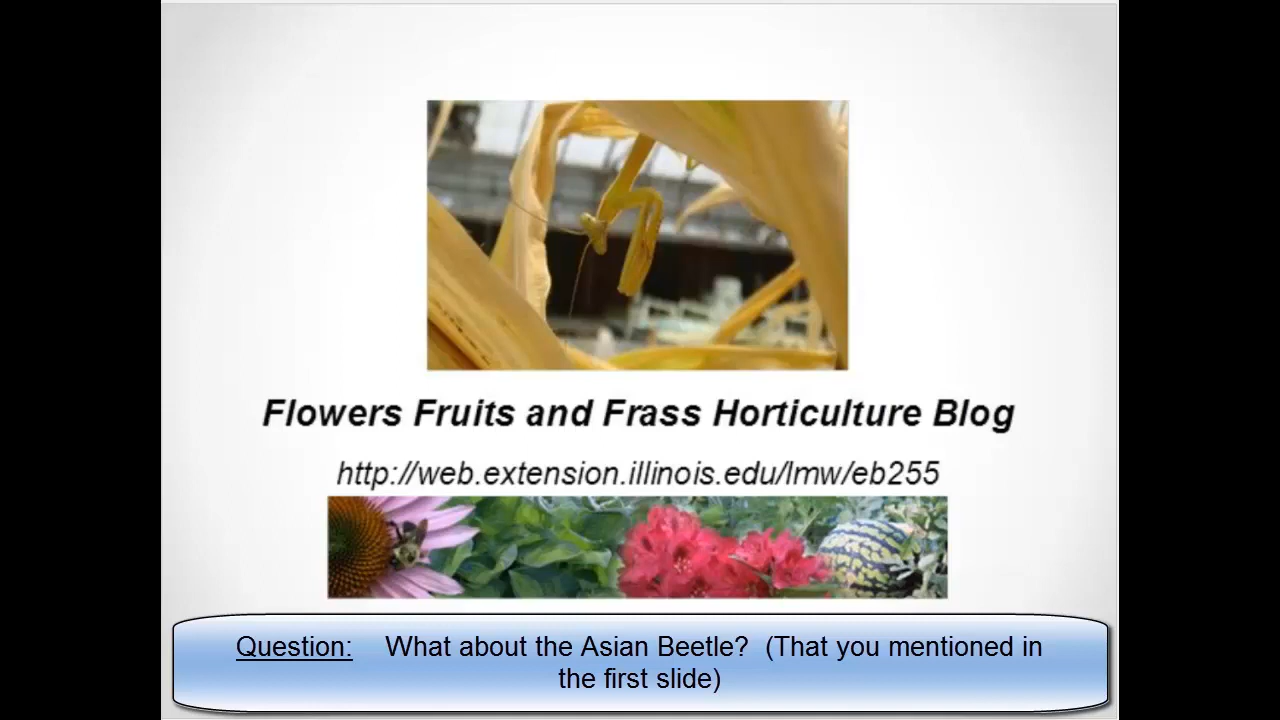 Flowers Fruits and Frass Horticulture Blog
http://web.extension.illinois.edu/lmw/eb255
Question: What about the Asian Beetle? (That you mentioned in
the first slide)